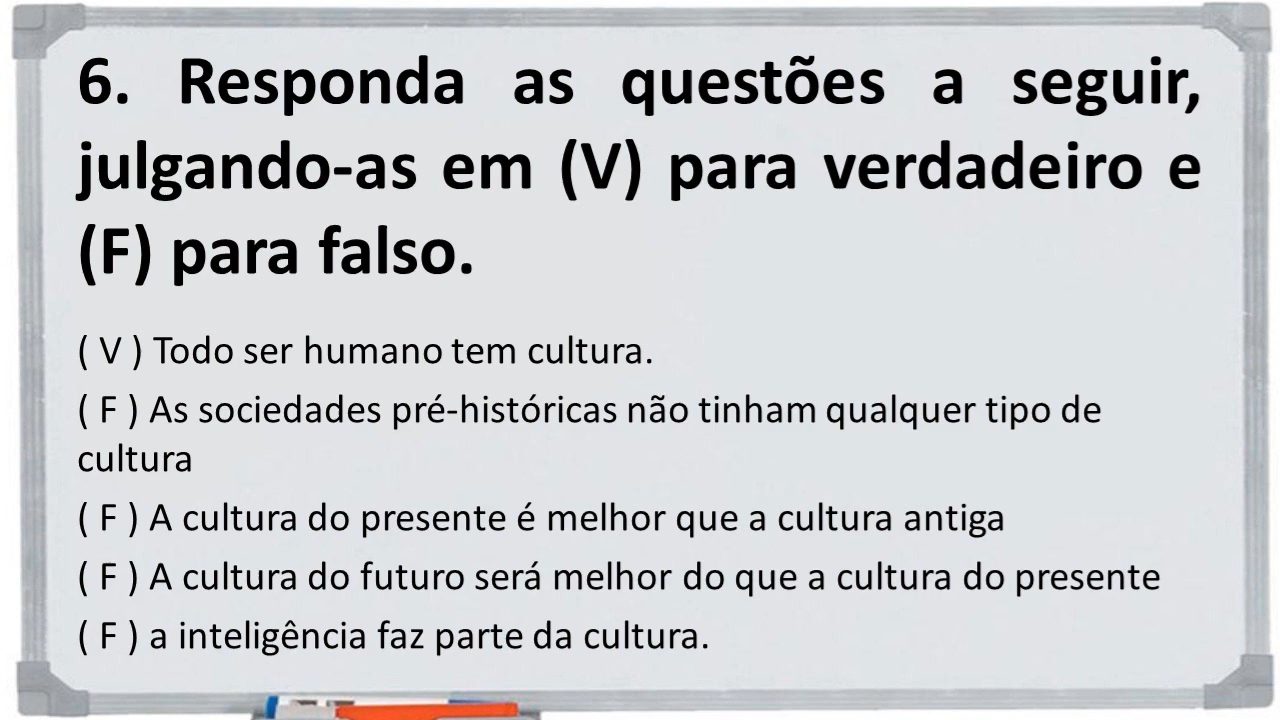 6. Responda as questões a seguir,
julgando-as em (V) para verdadeiro e
(F) para falso.
( V ) Todo ser humano tem cultura.
( F ) As sociedades pré-históricas não tinham qualquer tipo de
cultura
( F ) A cultura do presente é melhor que a cultura antiga
( F ) A cultura do futuro será melhor do que a cultura do presente
( F ) a inteligência faz parte da cultura.